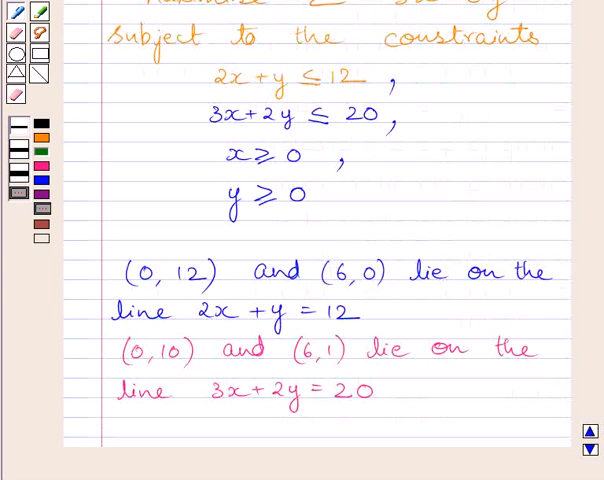 subject to the constraints
2x + y ≤ 12 ,
3x + 2y ≤ 20 ,
x ≥ 0 ,
y ≥ 0
(0, 12) and (6, 0) lie on the
line 2x + y = 12
(0, 10) and (6, 1) lie on the
line 3x + 2y = 20